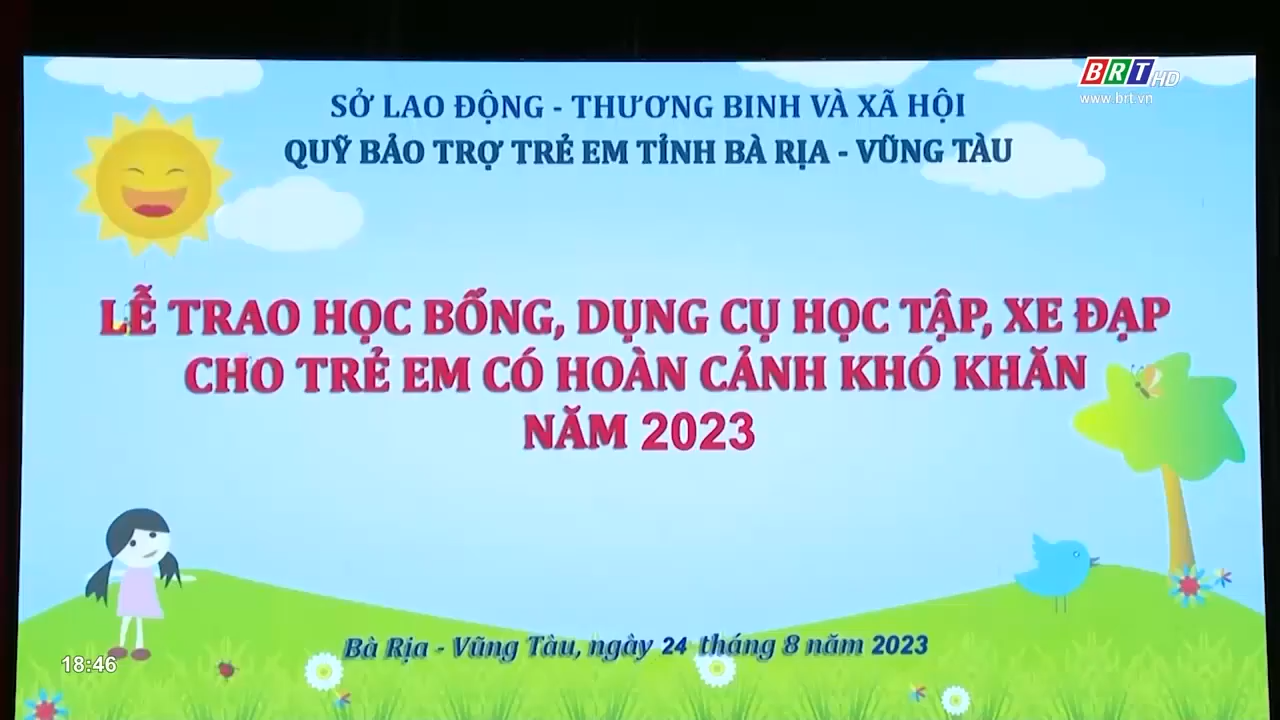 BRT HD
www.brt.vn
SỞ LAO ĐỘNG - THƯƠNG BINH VÀ XÃ HỘI
QUỸ BẢO TRỢ TRẺ EM TỈNH BÀ RỊA - VŨNG TÀU
LỄ TRAO HỌC BỔNG, DỤNG CỤ HỌC TẬP, XE ĐẠP
CHO TRẺ EM CÓ HOÀN CẢNH KHÓ KHĂN
NĂM 2023
Bà Rịa - Vũng Tàu, ngày 24 tháng 8 năm 2023
18:46